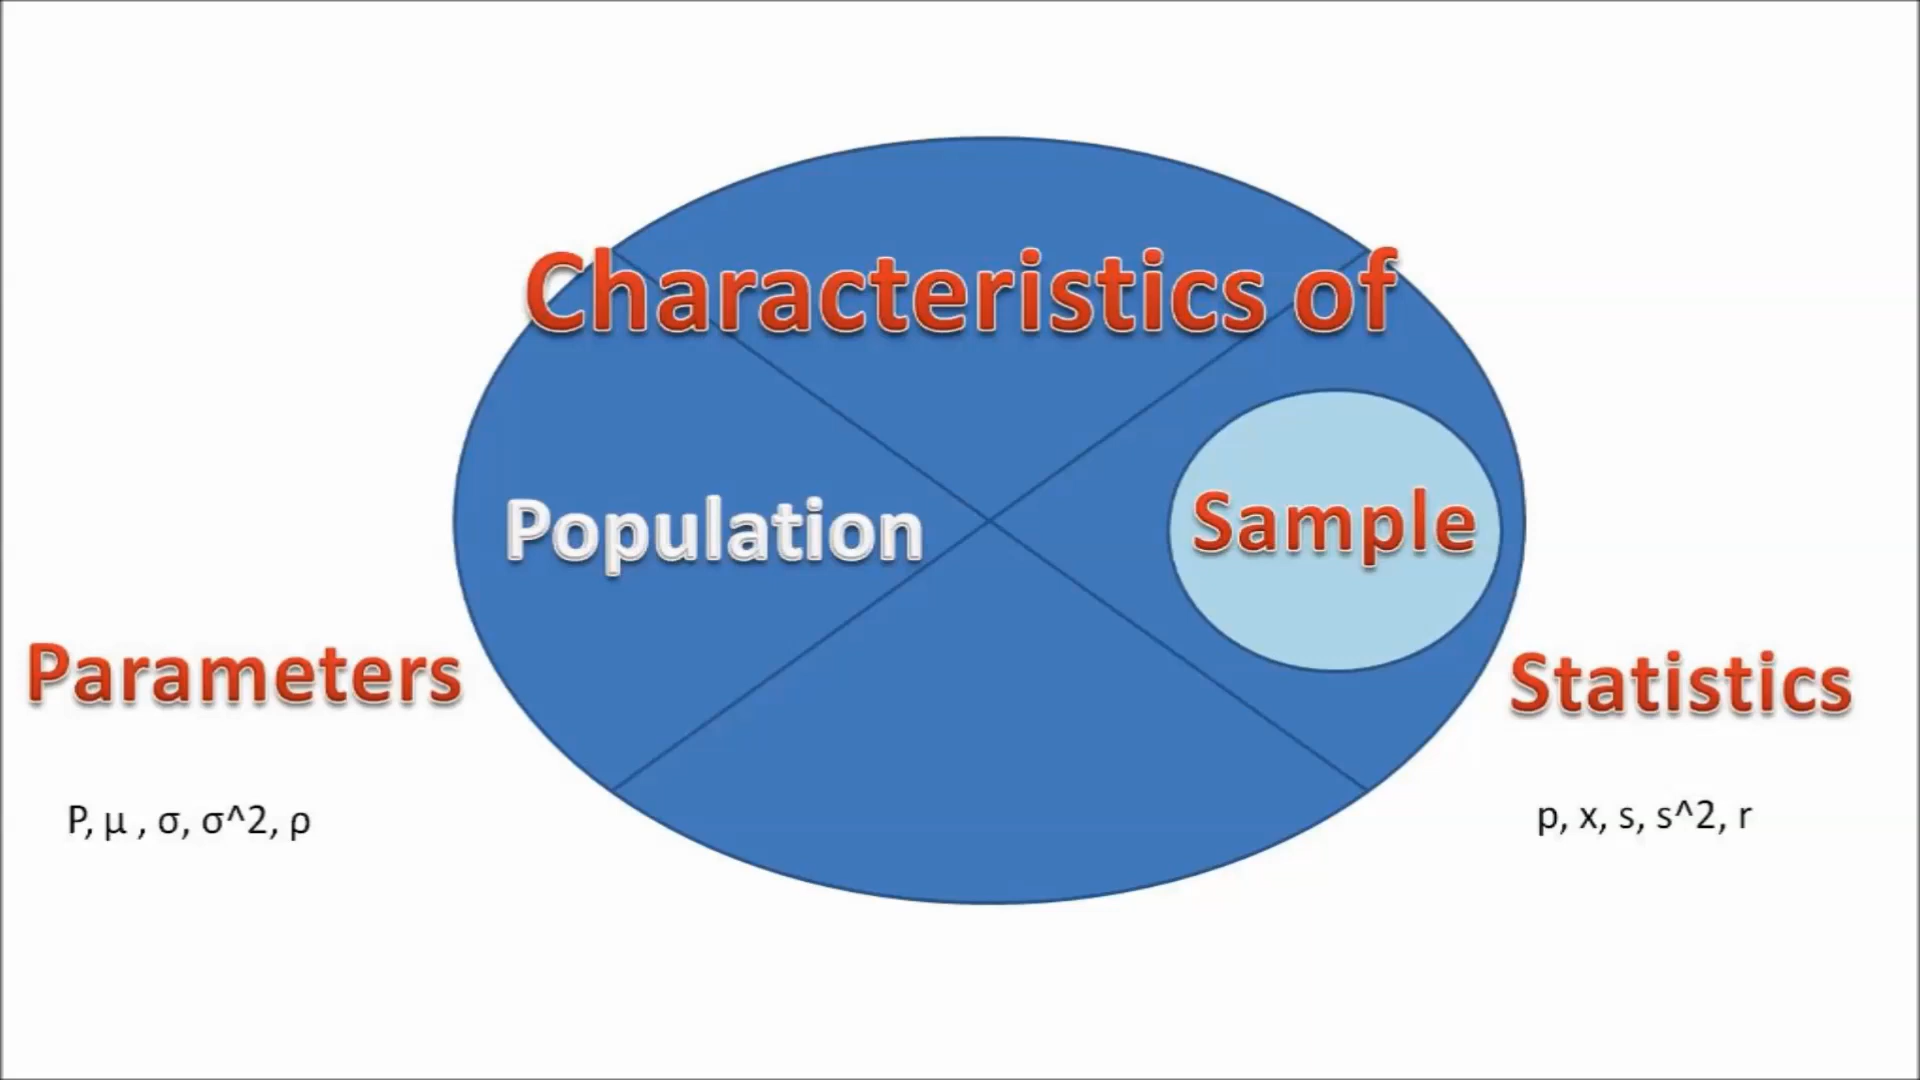 Characteristics of
Population
Sample
Parameters
Statistics
P, μ , σ, σ^2, ρ
p, x, s, s^2, r